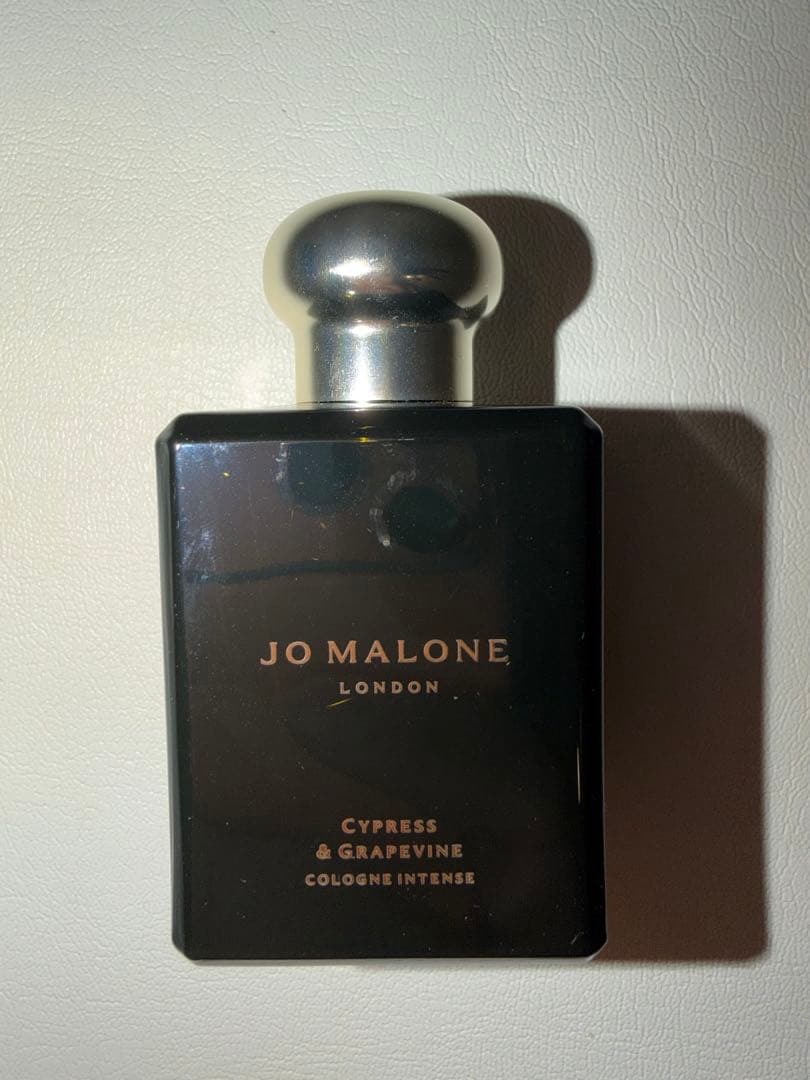 JO MALONE
LONDON
CYPRESS
& GRAPEVINE
COLOGNE INTENSE